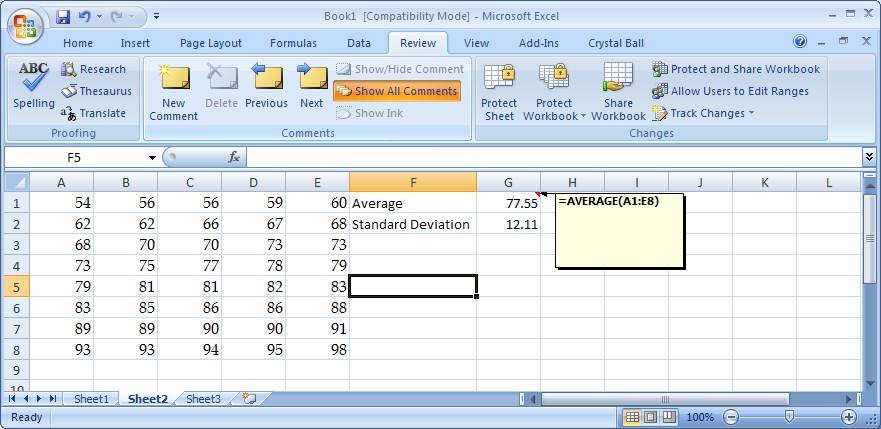 Book1 [Compatibility Mode] - Microsoft Excel
Home Insert Page Layout Formulas Data Review View Add-Ins Crystal Ball
ABC
Spelling
Research
Thesaurus
Translate
Proofing
New Comment
Delete
Previous
Next
Show/Hide Comment
Show All Comments
Show Ink
Comments
Protect Sheet
Protect Workbook
Share Workbook
Protect and Share Workbook
Allow Users to Edit Ranges
Track Changes
Changes
F5 fx
A B C D E F G H I J K L
1 54 56 56 59 60 Average 77.55 =AVERAGE(A1:E8)
2 62 62 66 67 68 Standard Deviation 12.11
3 68 70 70 73 73
4 73 75 77 78 79
5 79 81 81 82 83
6 83 85 86 86 88
7 89 89 90 90 91
8 93 93 94 95 98
9
10
Sheet1 Sheet2 Sheet3
Ready 100%